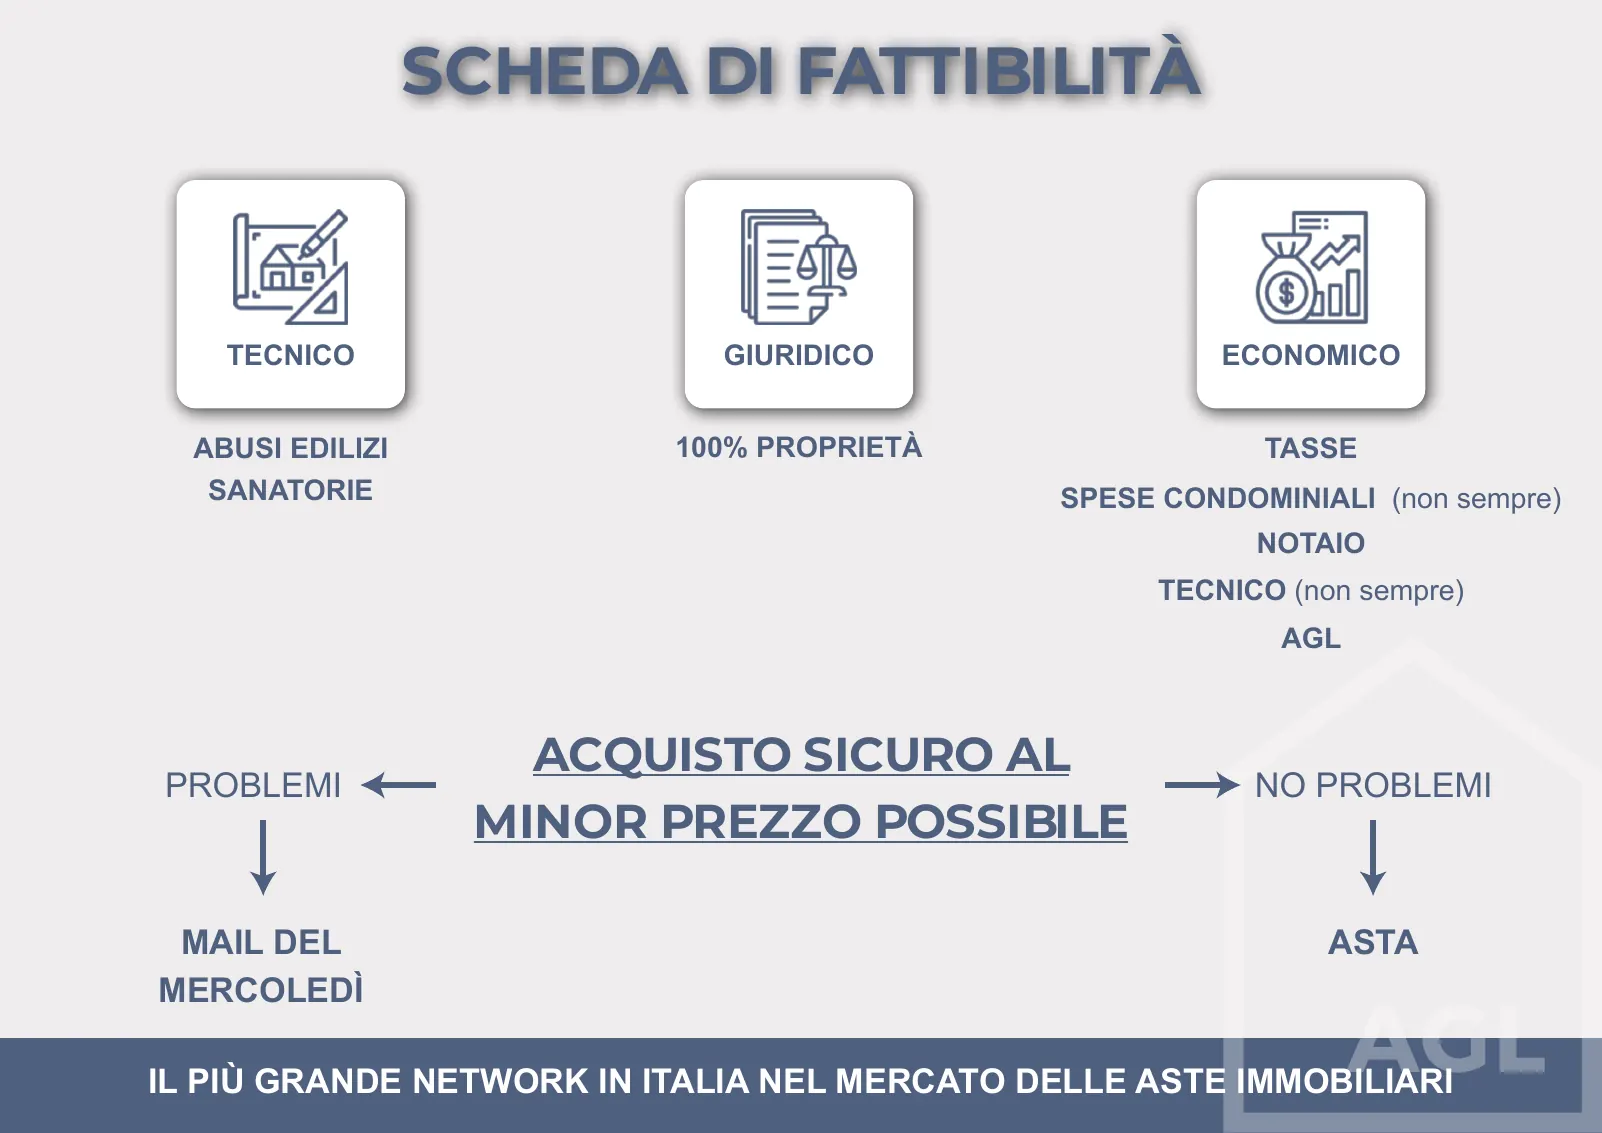 SCHEDA DI FATTIBILITÀ
TECNICO
ABUSI EDILIZI
SANATORIE
GIURIDICO
100% PROPRIETÀ
$
ECONOMICO
TASSE
SPESE CONDOMINIALI (non sempre)
NOTAIO
TECNICO (non sempre)
AGL
ACQUISTO SICURO AL
MINOR PREZZO POSSIBILE
PROBLEMI
MAIL DEL
MERCOLEDÌ
NO PROBLEMI
ASTA
AGL
IL PIÙ GRANDE NETWORK IN ITALIA NEL MERCATO DELLE ASTE IMMOBILIARI